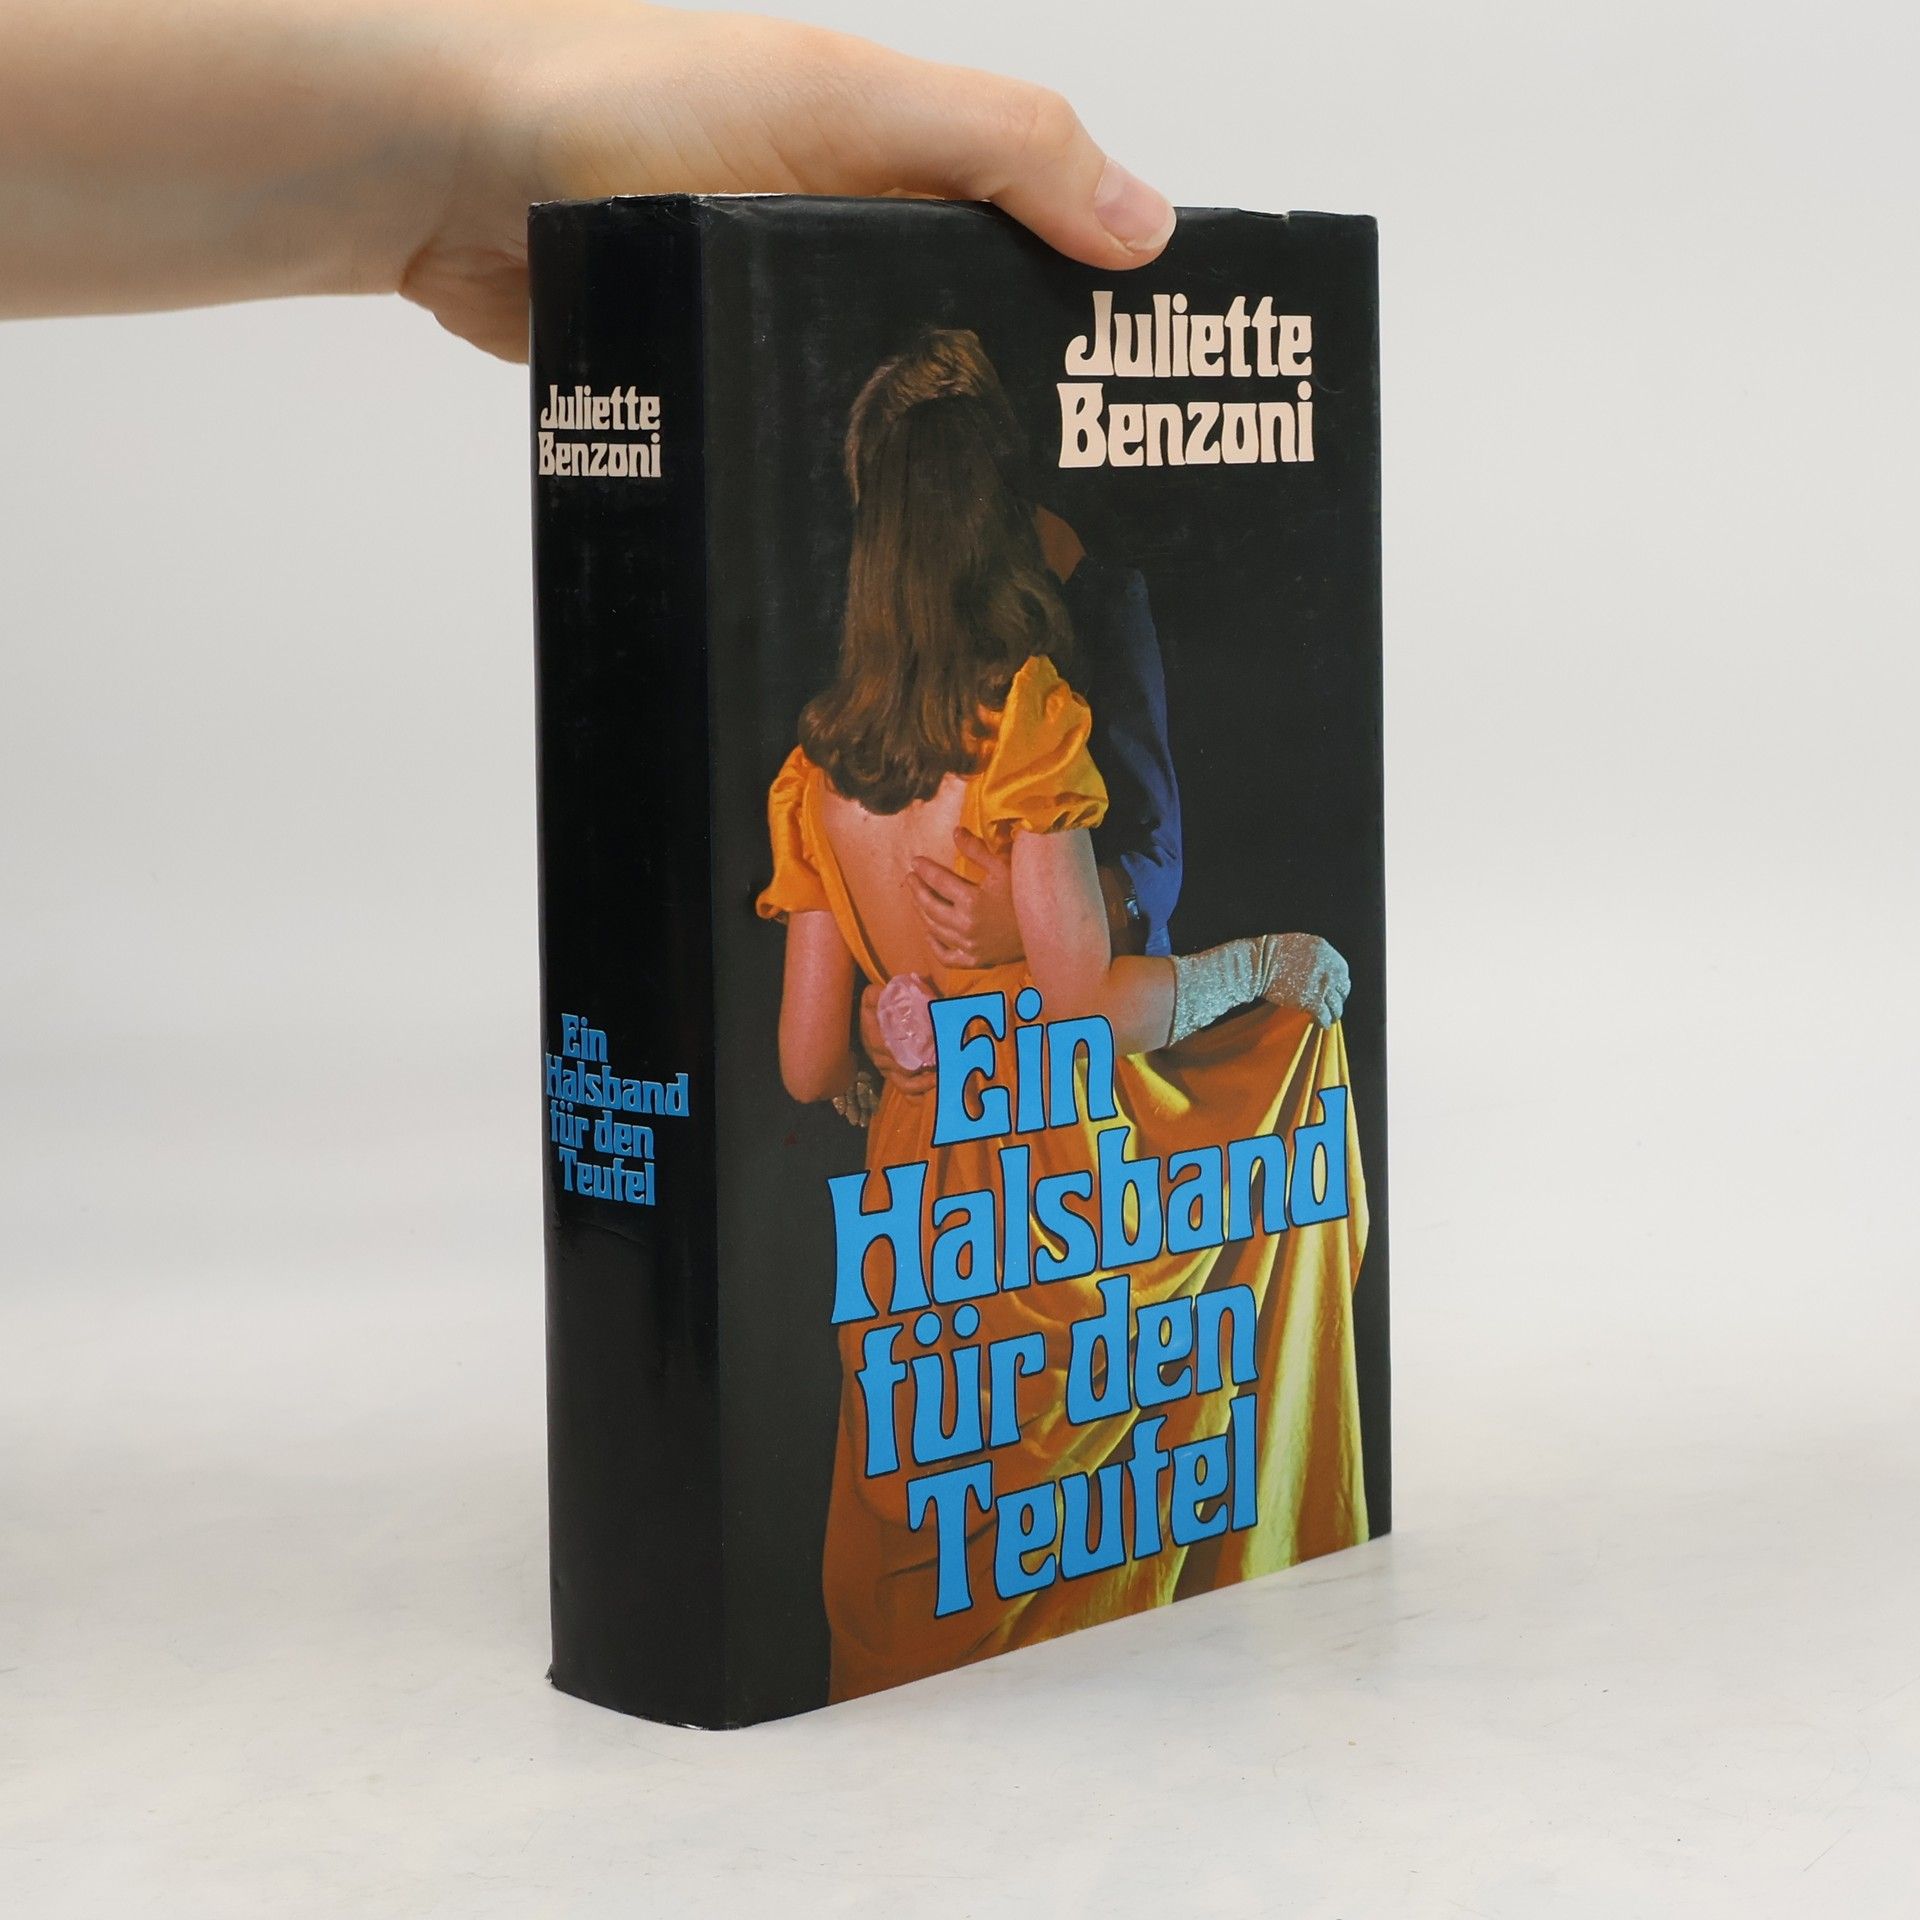 Juliette
Benzoni
Ein
Halsband
für den
Teufel
Juliette
Benzoni
Ein
Halsband
für den
Teufel